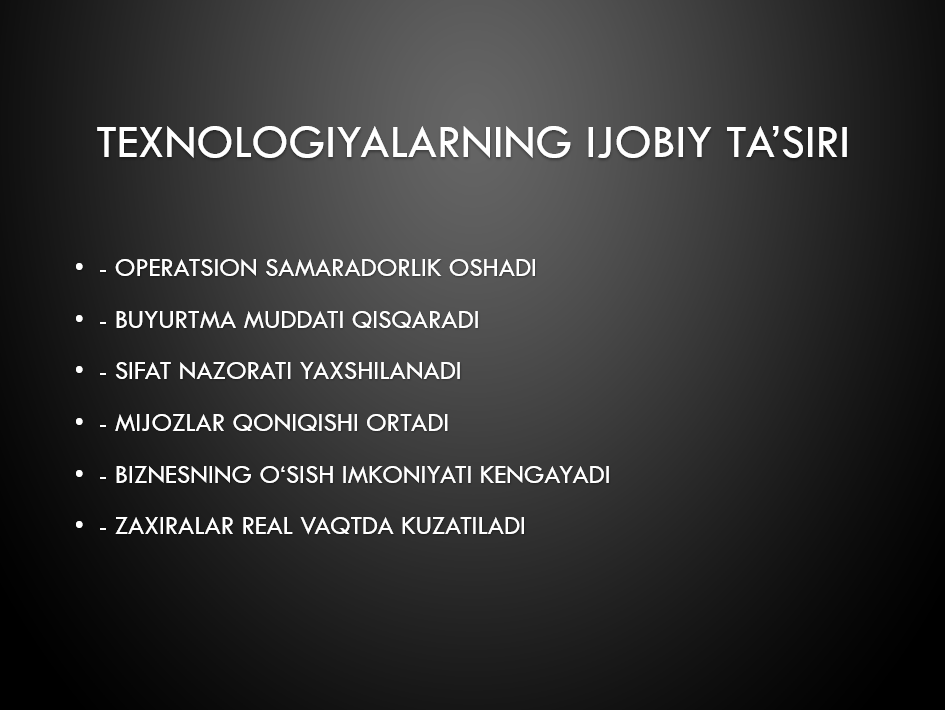 TEXNOLOGIYALARNING IJOBIY TA’SIRI
• - OPERATSION SAMARADORLIK OSHADI
• - BUYURTMA MUDDATI QISQARADI
• - SIFAT NAZORATI YAXSHILANADI
• - MIJOZLAR QONIQISHI ORTADI
• - BIZNESNING O‘SISH IMKONIYATI KENGAYADI
• - ZAXIRALAR REAL VAQTDA KUZATILADI